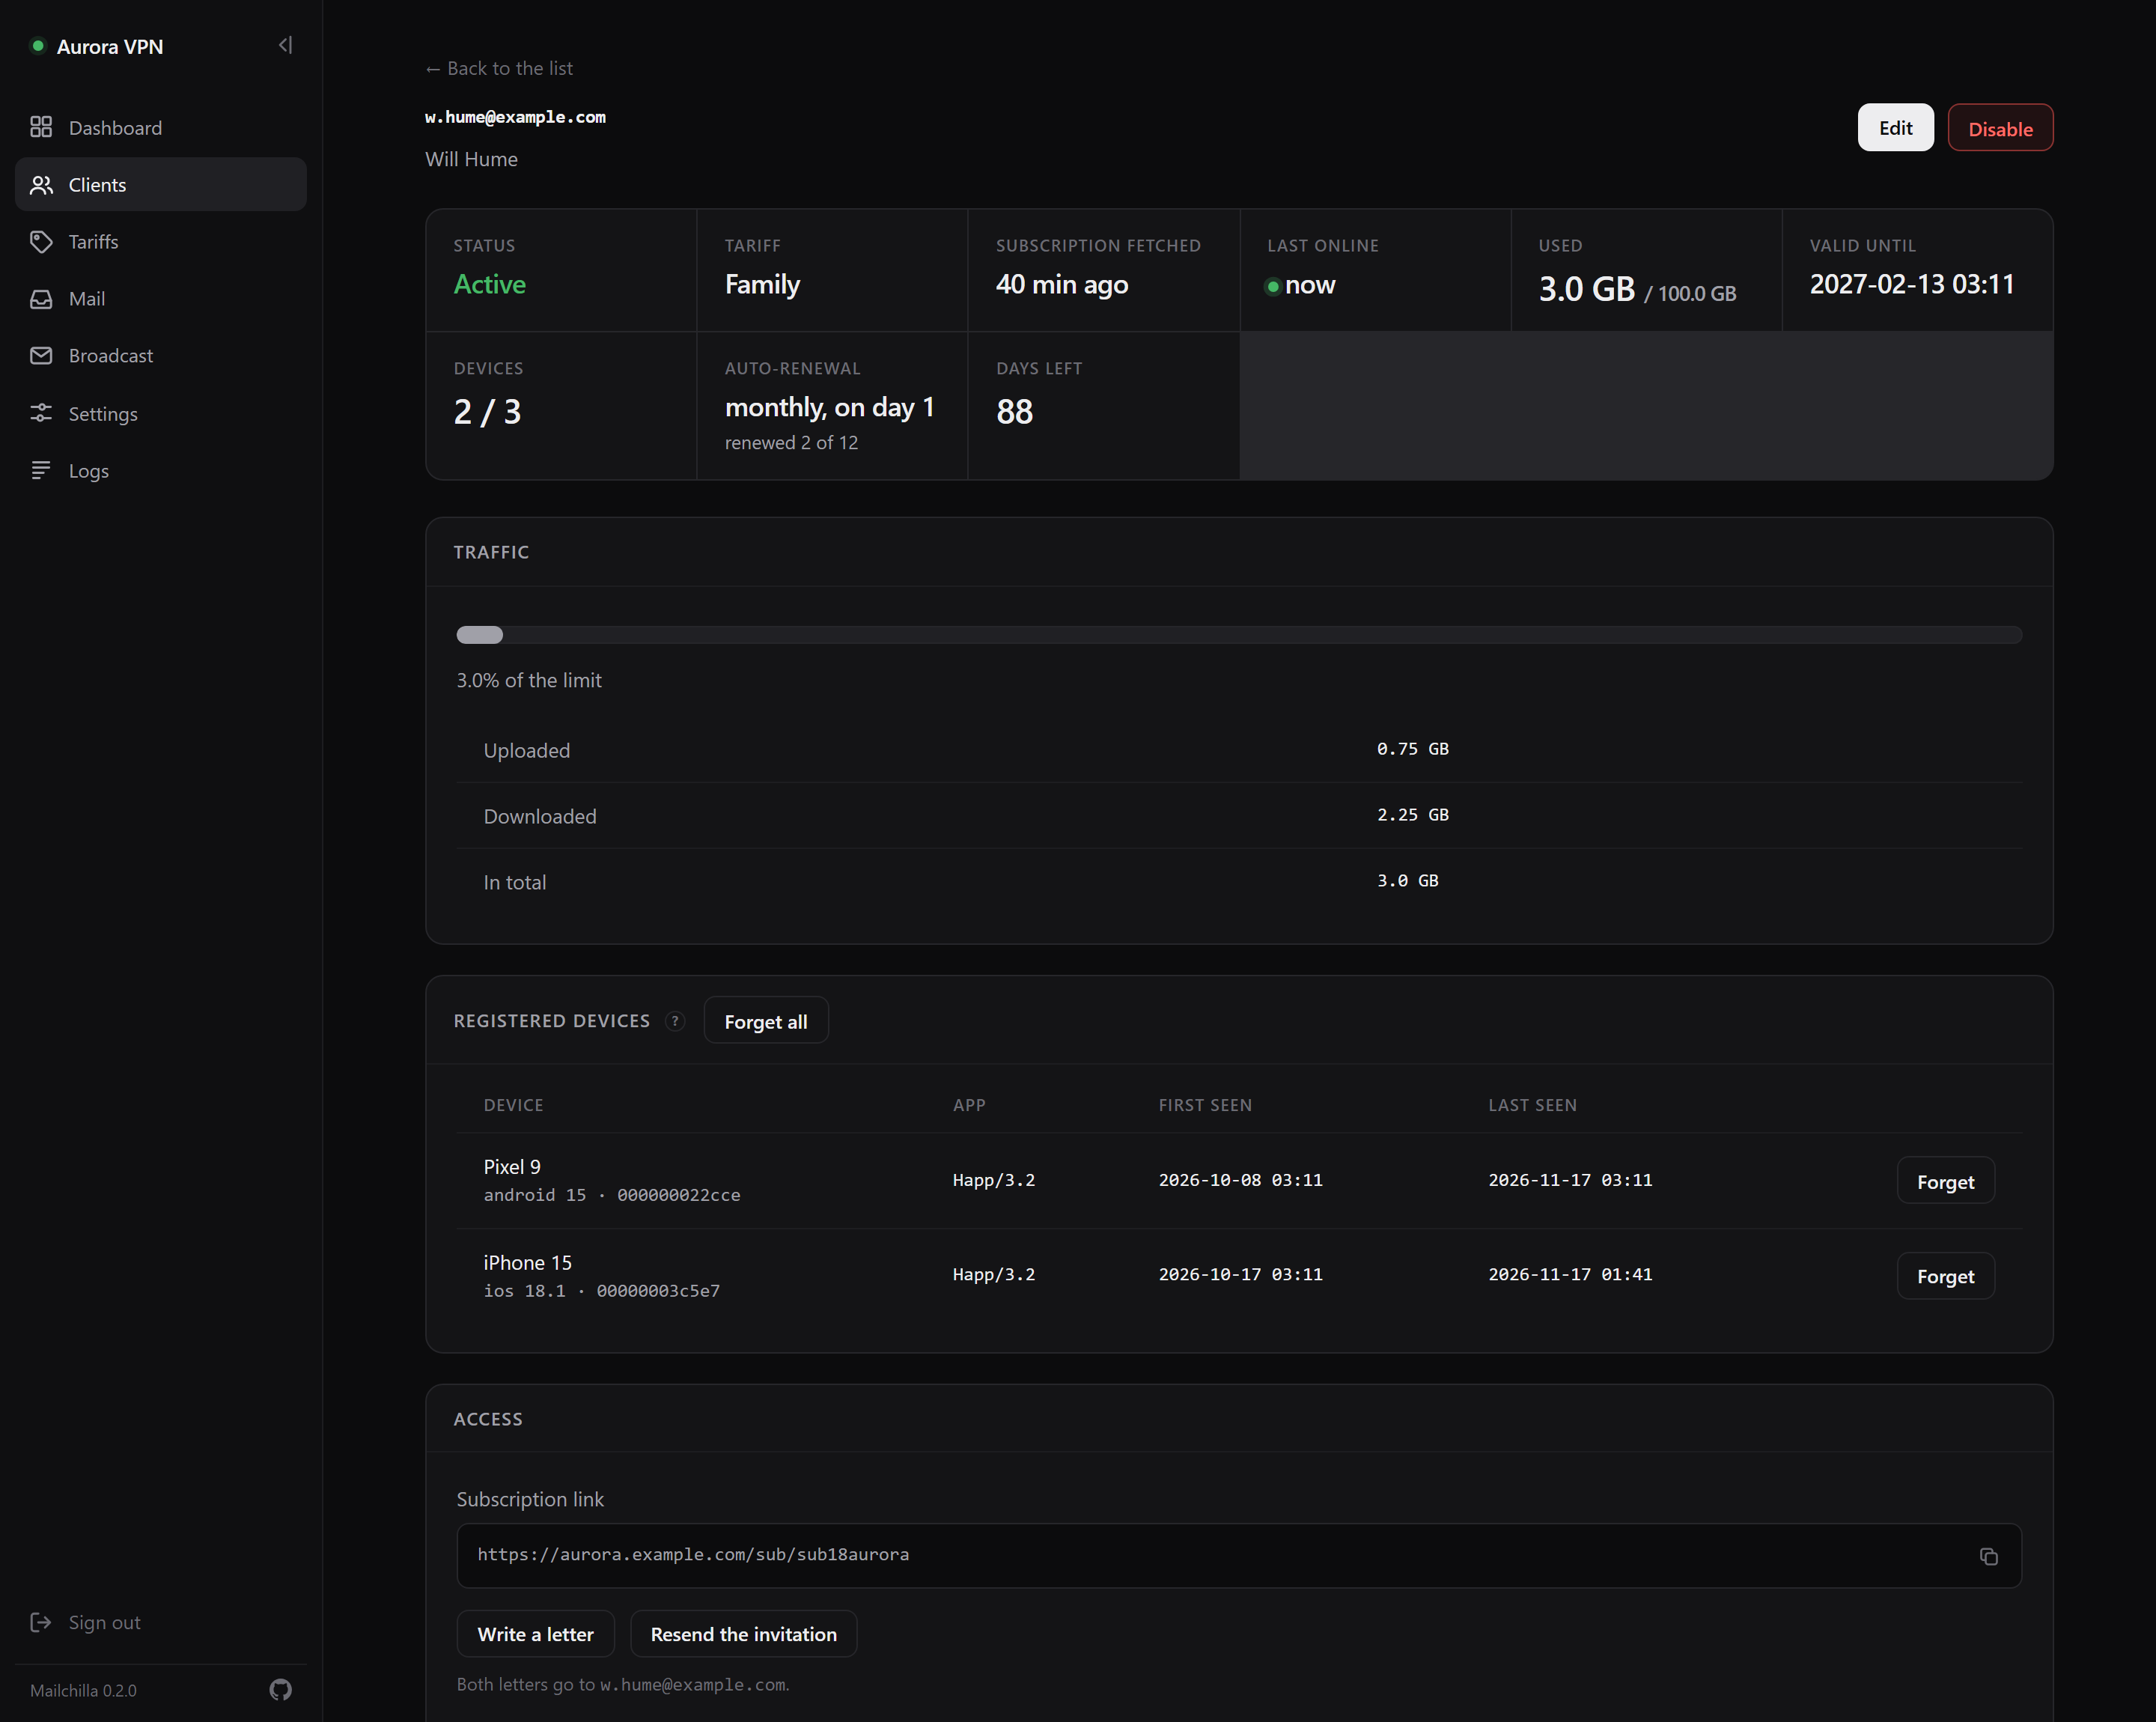 Aurora VPN
Dashboard
Clients
Tariffs
Mail
Broadcast
Settings
Logs
Sign out
Mailchilla 0.2.0
← Back to the list
w.hume@example.com
Will Hume
Edit
Disable
STATUS
Active
TARIFF
Family
SUBSCRIPTION FETCHED
40 min ago
LAST ONLINE
now
USED
3.0 GB / 100.0 GB
VALID UNTIL
2027-02-13 03:11
DEVICES
2 / 3
AUTO-RENEWAL
monthly, on day 1
renewed 2 of 12
DAYS LEFT
88
TRAFFIC
3.0% of the limit
Uploaded 0.75 GB
Downloaded 2.25 GB
In total 3.0 GB
REGISTERED DEVICES ? Forget all
DEVICE APP FIRST SEEN LAST SEEN
Pixel 9
android 15 · 000000022cce
Happ/3.2 2026-10-08 03:11 2026-11-17 03:11 Forget
iPhone 15
ios 18.1 · 00000003c5e7
Happ/3.2 2026-10-17 03:11 2026-11-17 01:41 Forget
ACCESS
Subscription link
https://aurora.example.com/sub/sub18aurora
Write a letter Resend the invitation
Both letters go to w.hume@example.com.